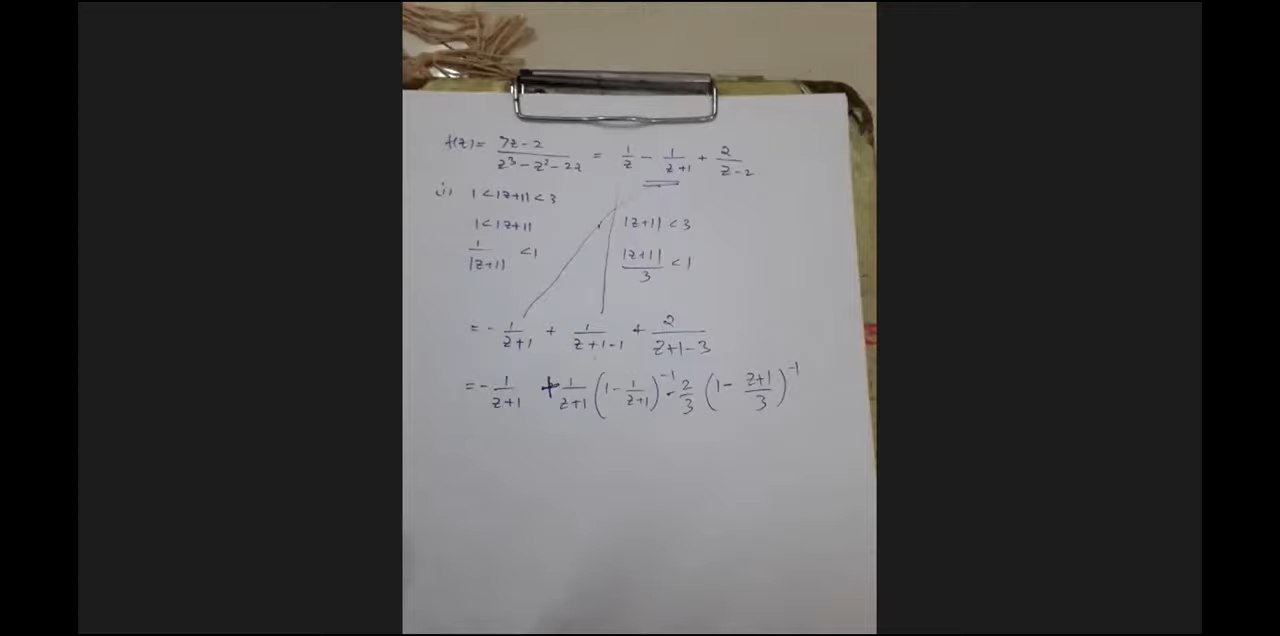 f(z) = 7z-2 / z³-z²-2z = 1/z - 1/z+1 + 2/z-2
(i) 1<|z+1|<3
1<|z+1| |z+1|<3
1/|z+1| <1 |z+1|/3 <1
= - 1/z+1 + 1/z+1-1 + 2/z+1-3
= - 1/z+1 + 1/z+1 (1 - 1/z+1)⁻¹ - 2/3 (1 - z+1/3)⁻¹